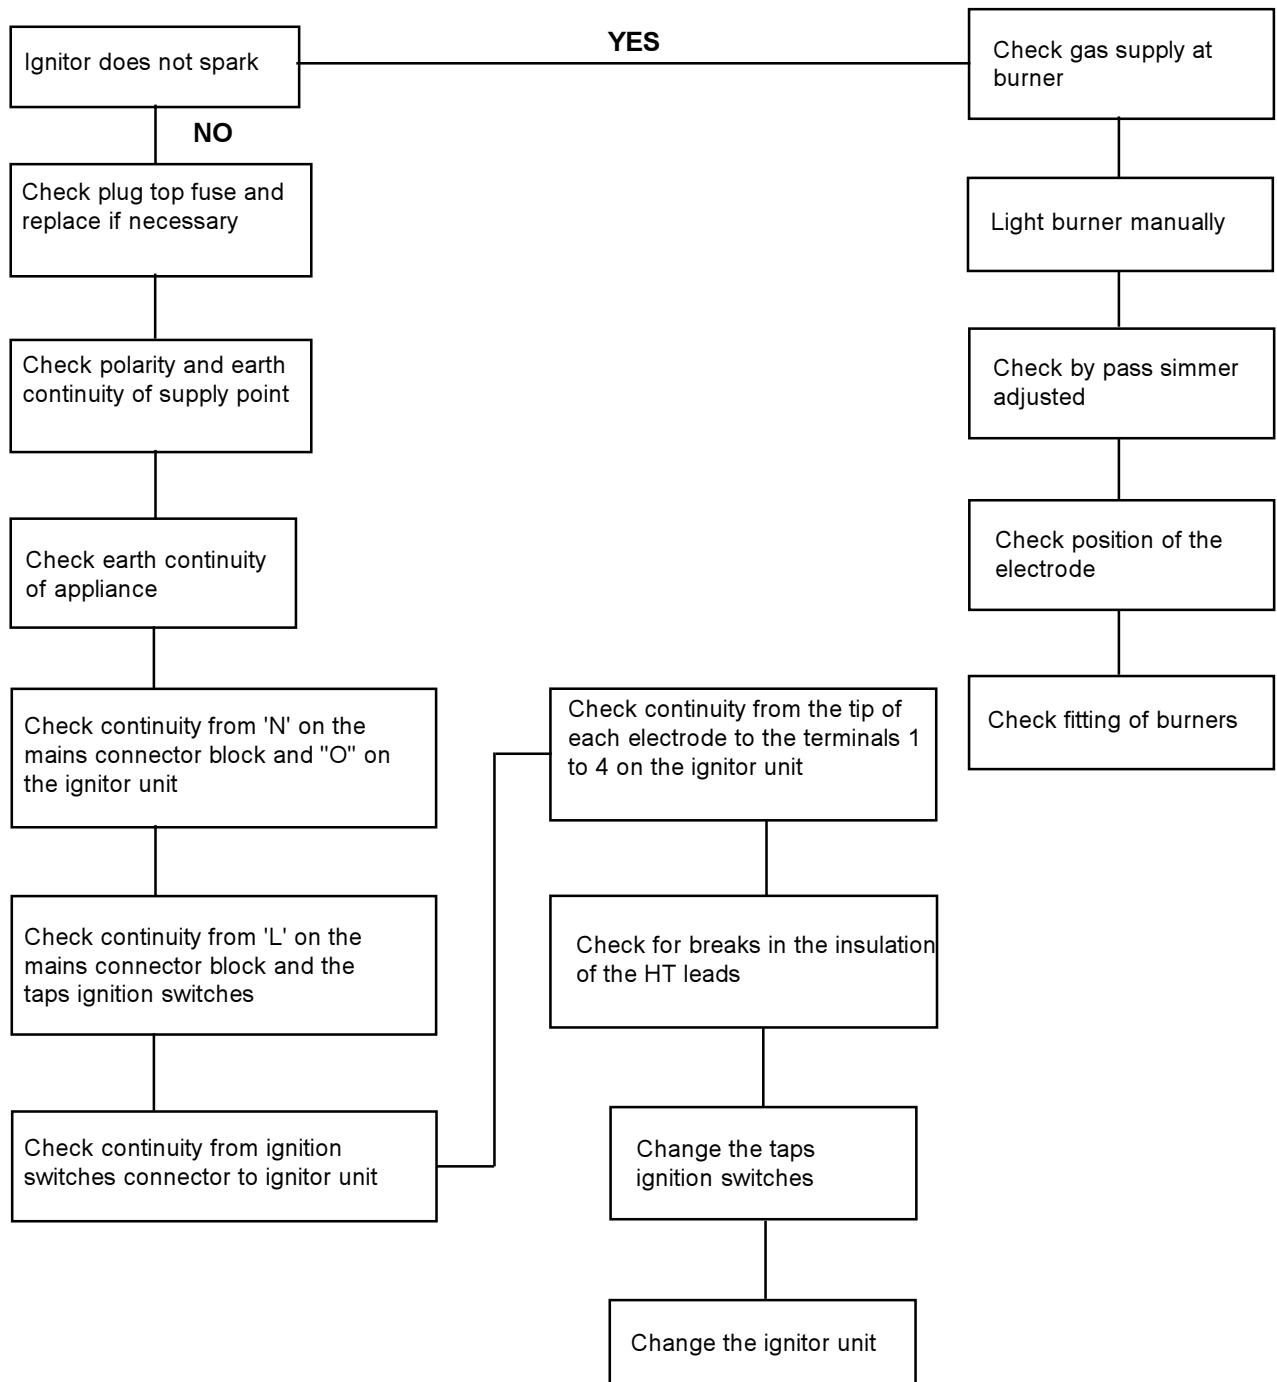 Ignitor does not spark
YES
NO
Check plug top fuse and
replace if necessary
Check polarity and earth
continuity of supply point
Check earth continuity
of appliance
Check continuity from 'N' on the
mains connector block and "O" on
the ignitor unit
Check continuity from 'L' on the
mains connector block and the
taps ignition switches
Check continuity from ignition
switches connector to ignitor unit
Check continuity from the tip of
each electrode to the terminals 1
to 4 on the ignitor unit
Check for breaks in the insulation
of the HT leads
Change the taps
ignition switches
Change the ignitor unit
Check gas supply at
burner
Light burner manually
Check by pass simmer
adjusted
Check position of the
electrode
Check fitting of burners